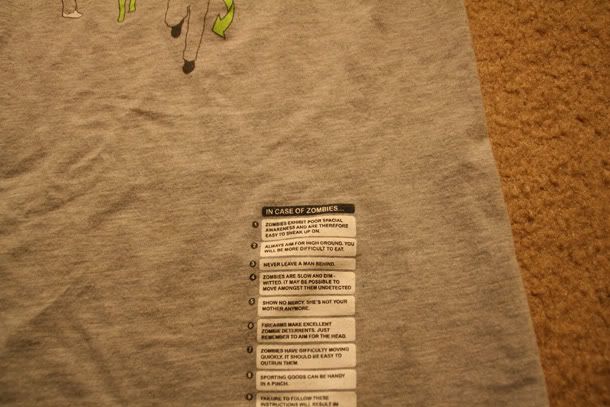 IN CASE OF ZOMBIES...
1 ZOMBIES EXHIBIT POOR SPACIAL
AWARENESS AND ARE THEREFORE
EASY TO SNEAK UP ON.
2 ALWAYS AIM FOR HIGH GROUND. YOU
WILL BE MORE DIFFICULT TO EAT.
3 NEVER LEAVE A MAN BEHIND.
4 ZOMBIES ARE SLOW AND DIM-
WITTED. IT MAY BE POSSIBLE TO
MOVE AMONGST THEM UNDETECTED
5 SHOW NO MERCY. SHE'S NOT YOUR
MOTHER ANYMORE.
6 FIREARMS MAKE EXCELLENT
ZOMBIE DETERRENTS. JUST
REMEMBER TO AIM FOR THE HEAD.
7 ZOMBIES HAVE DIFFICULTY MOVING
QUICKLY. IT SHOULD BE EASY TO
OUTRUN THEM.
8 SPORTING GOODS CAN BE HANDY
IN A PINCH.
9 FAILURE TO FOLLOW THESE
INSTRUCTIONS WILL RESULT IN